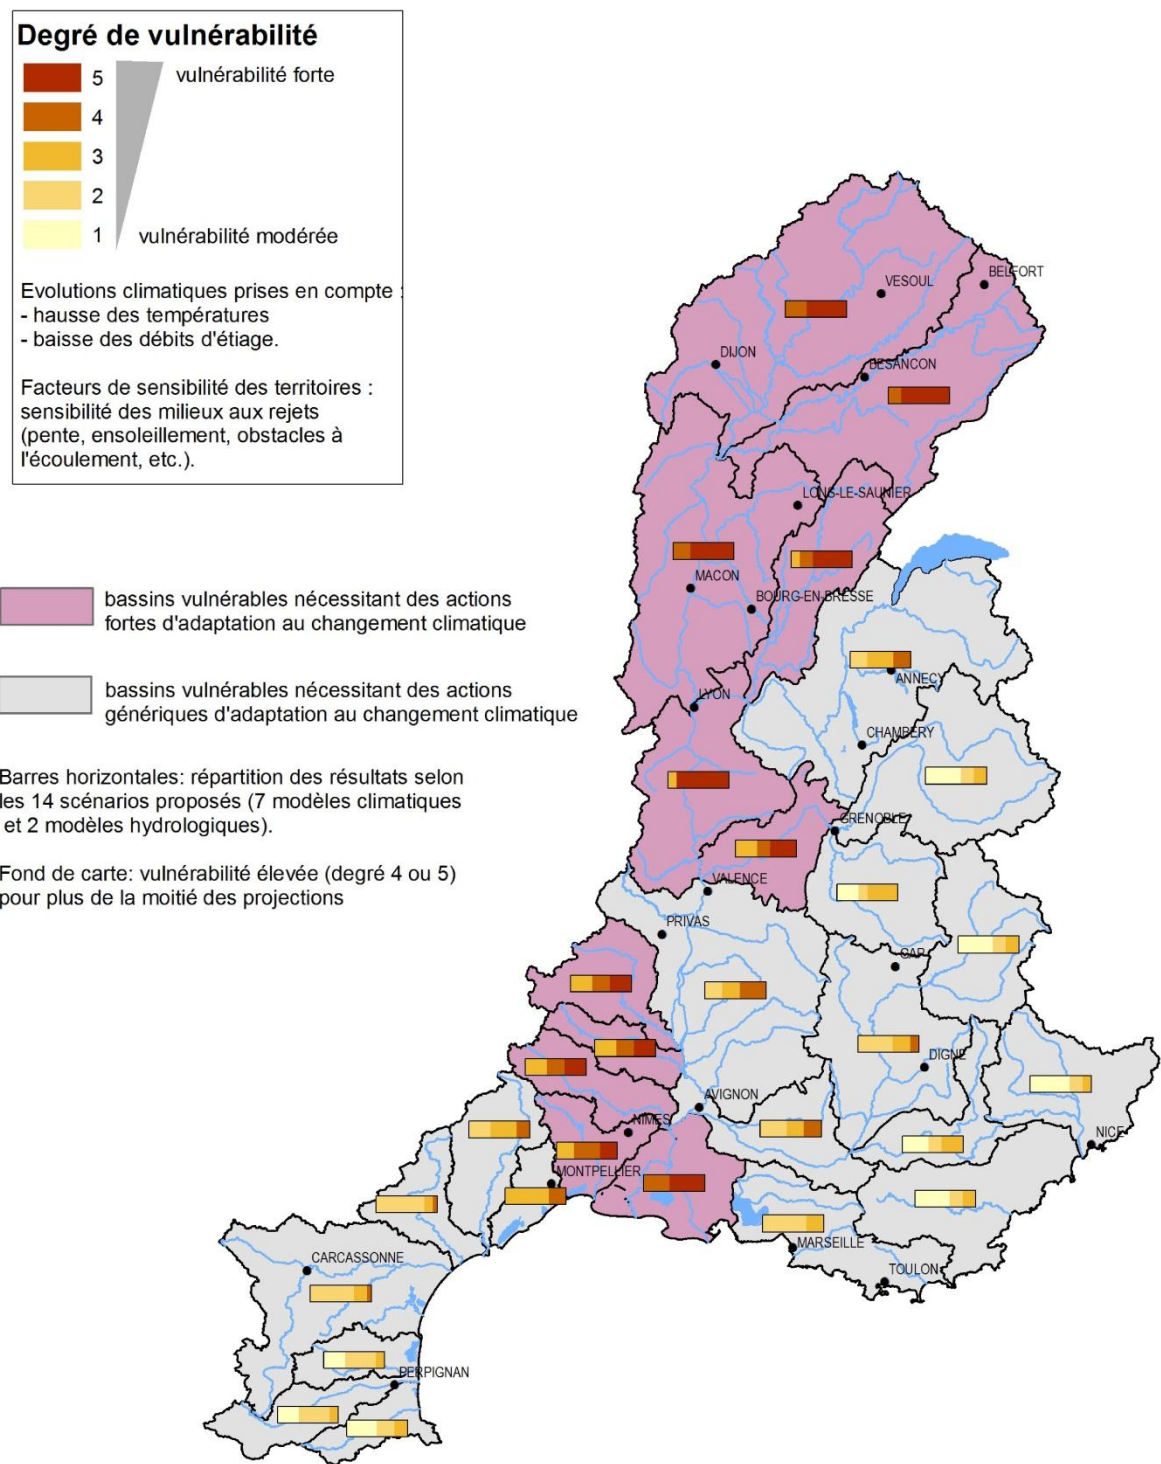 Degré de vulnérabilité
5 vulnérabilité forte
4
3
2
1 vulnérabilité modérée
Evolutions climatiques prises en compte :
- hausse des températures
- baisse des débits d'étiage.
Facteurs de sensibilité des territoires :
sensibilité des milieux aux rejets
(pente, ensoleillement, obstacles à
l'écoulement, etc.).
bassins vulnérables nécessitant des actions
fortes d'adaptation au changement climatique
bassins vulnérables nécessitant des actions
génériques d'adaptation au changement climatique
Barres horizontales: répartition des résultats selon
les 14 scénarios proposés (7 modèles climatiques
et 2 modèles hydrologiques).
Fond de carte: vulnérabilité élevée (degré 4 ou 5)
pour plus de la moitié des projections
BELFORT
VESOUL
DIJON
BESANCON
LONS-LE-SAUNIER
MACON
BOURG-EN-BRESSE
ANNECY
LYON
CHAMBERY
GRENOBLE
VALENCE
PRIVAS
GAP
DIGNE
AVIGNON
NIMES
NICE
MONTPELLIER
MARSEILLE
CARCASSONNE
TOULON
PERPIGNAN